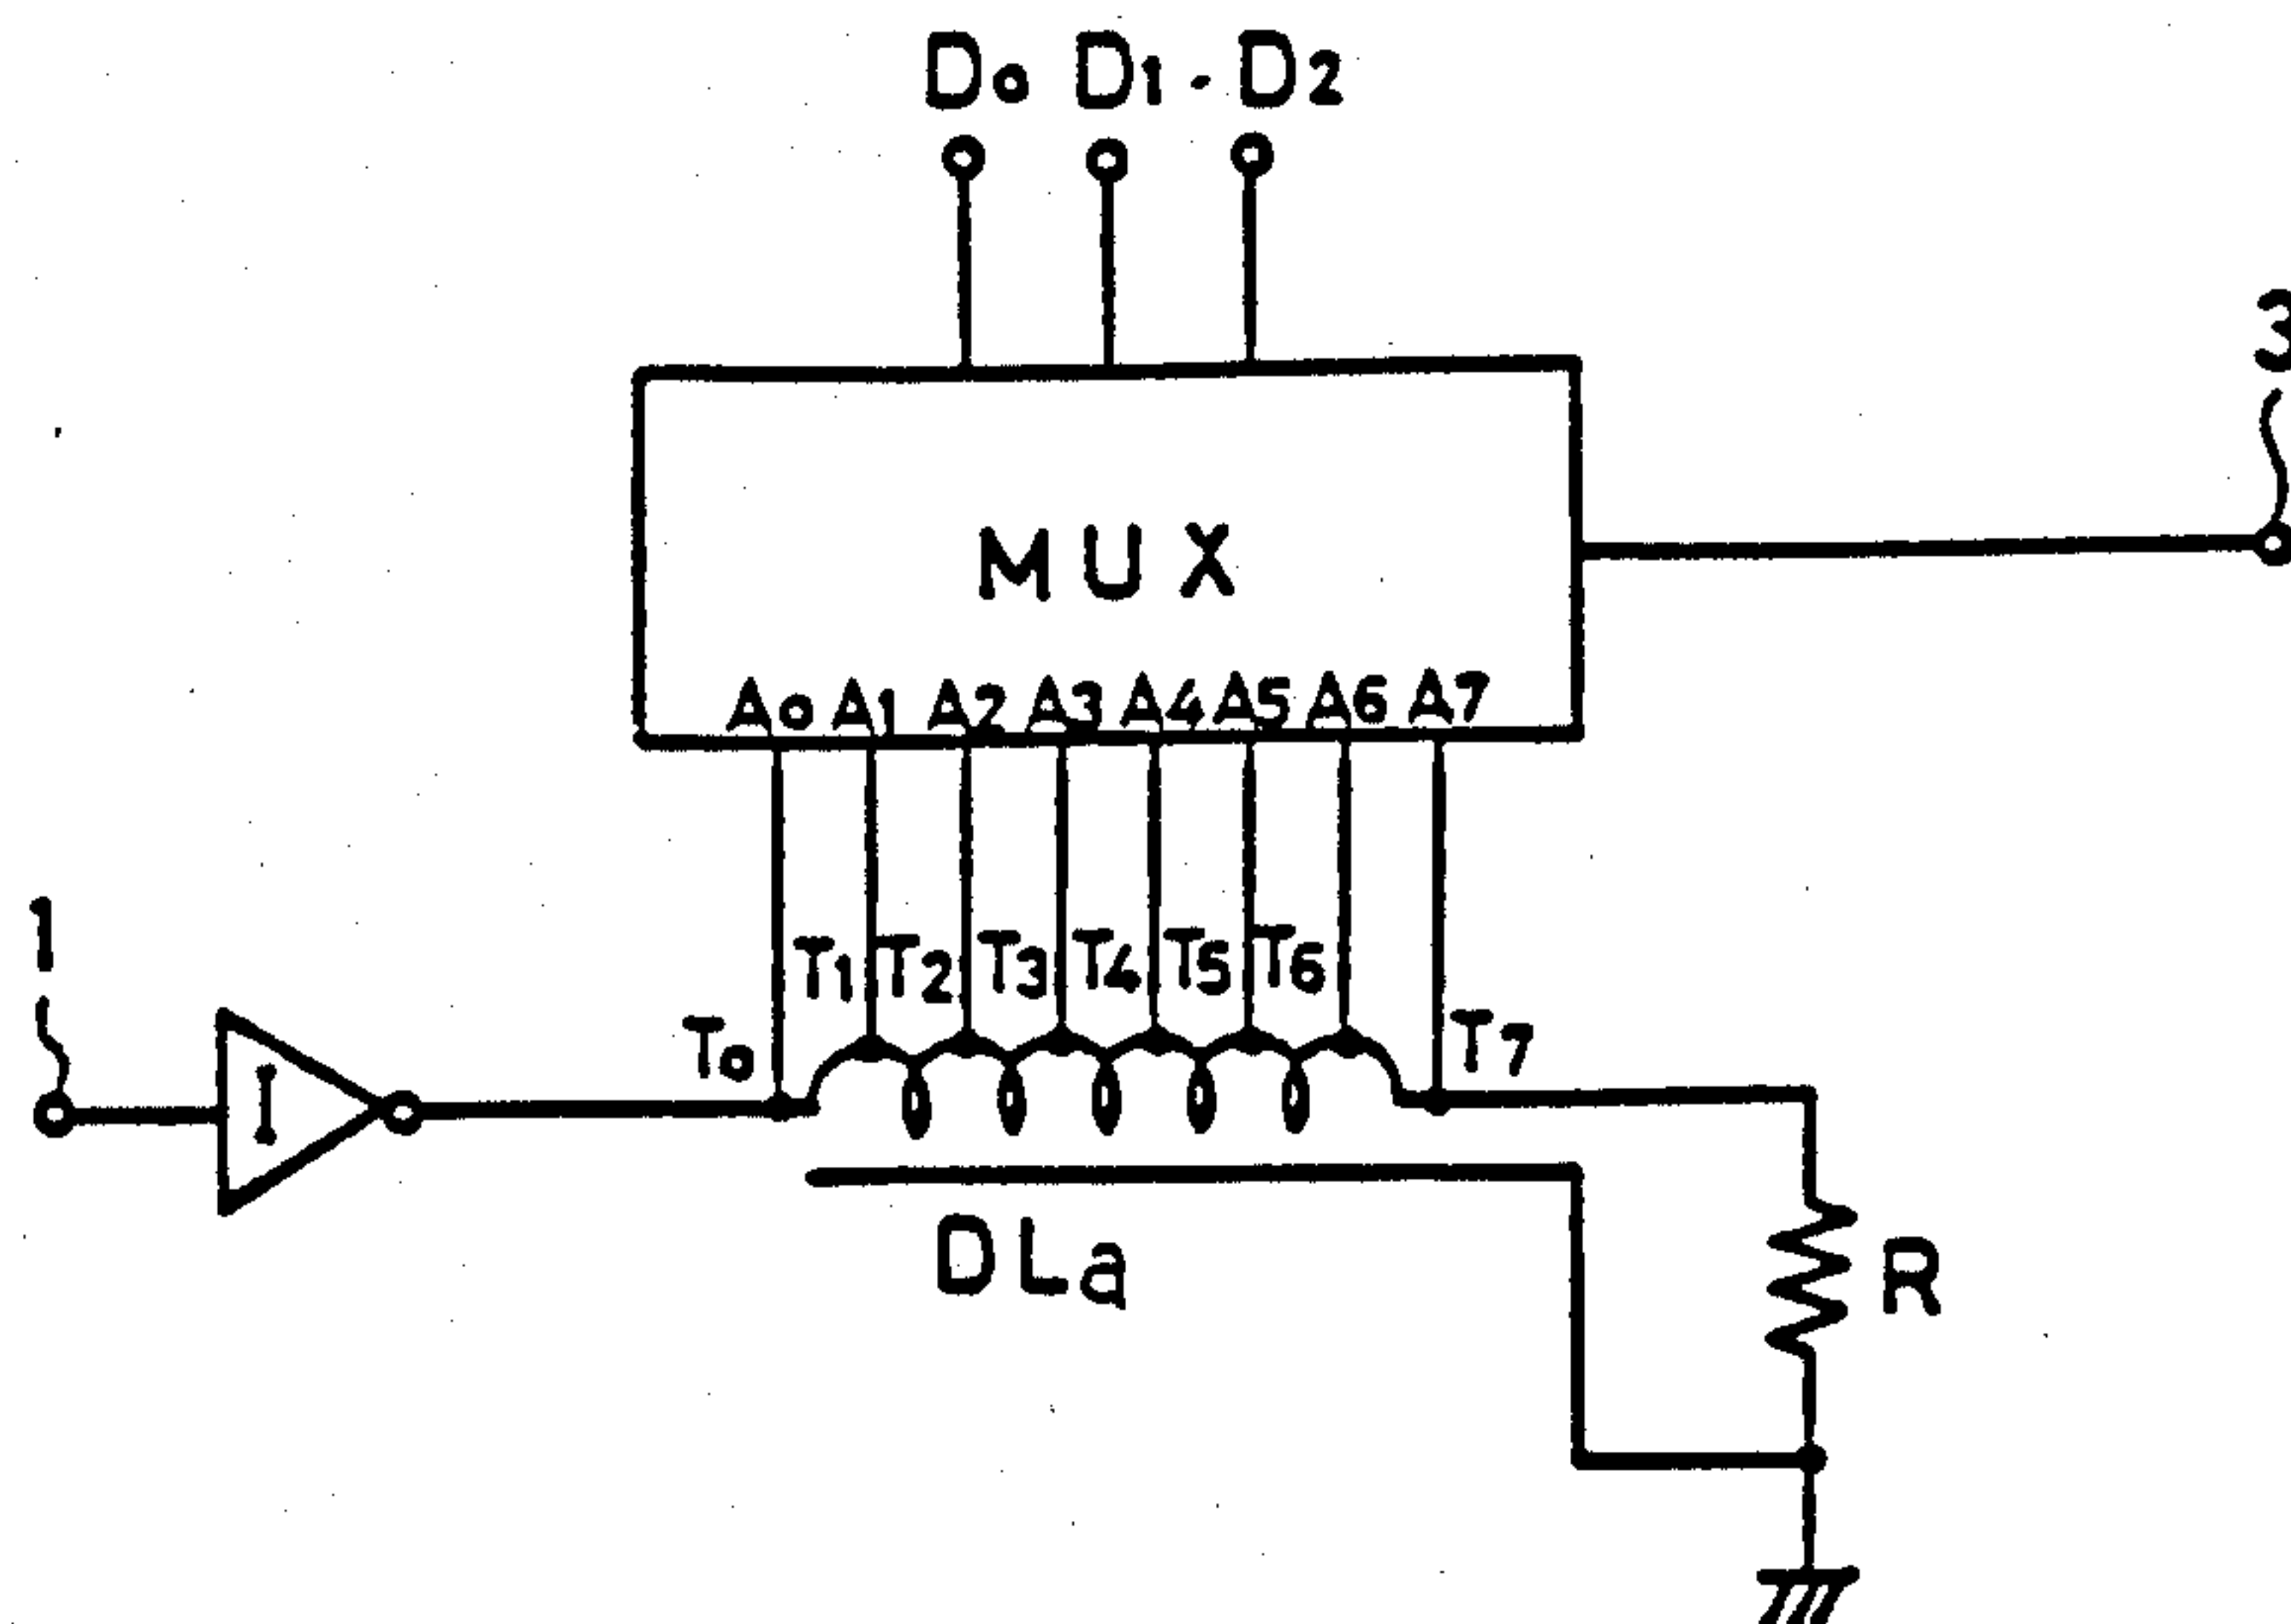 D0 D1 D2
3
MUX
A0 A1 A2 A3 A4 A5 A6 A7
1
T1 T2 T3 T4 T5 T6
T0
T7
I
DLa
R